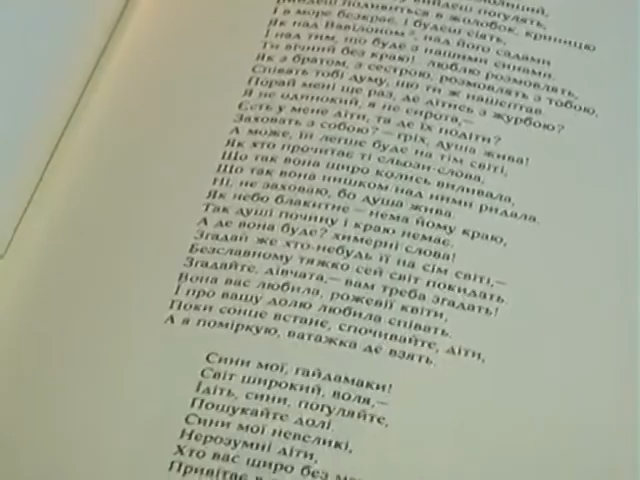 вийдеш погулять,
подивиться в жолобок, криницю
І в море безкрає, і будеш сіять,
Як над Вавілоном, над його садами
І над тим, що буде з нашими синами.
Ти вічний без краю! люблю розмовлять,
Як з братом, з сестрою, розмовлять з тобою,
Співать тобі думу, що ти ж нашептав.
Порай мені ще раз, де дітись з журбою?
Я не одинокий, я не сирота,—
Єсть у мене діти, та де їх подіти?
Заховать з собою?—гріх, душа жива!
А може, їй легше буде на тім світі,
Як хто прочитає ті сльози-слова,
Що так вона щиро колись виливала,
Що так вона нишком над ними ридала.
Ні, не заховаю, бо душа жива.
Як небо блакитне—нема йому краю,
Так душі почину і краю немає.
А де вона буде? химерні слова!
Згадай же хто-небудь її на сім світі,—
Безславному тяжко сей світ покидать.
Згадайте, дівчата,—вам треба згадать!
Вона вас любила, рожевії квіти,
І про вашу долю любила співать.
Поки сонце встане, спочивайте, діти,
А я поміркую, ватажка де взять.
Сини мої, гайдамаки!
Світ широкий, воля,—
Ідіть, сини, погуляйте,
Пошукайте долі.
Сини мої невеликі,
Нерозумні діти,
Хто вас щиро без
Привітає в